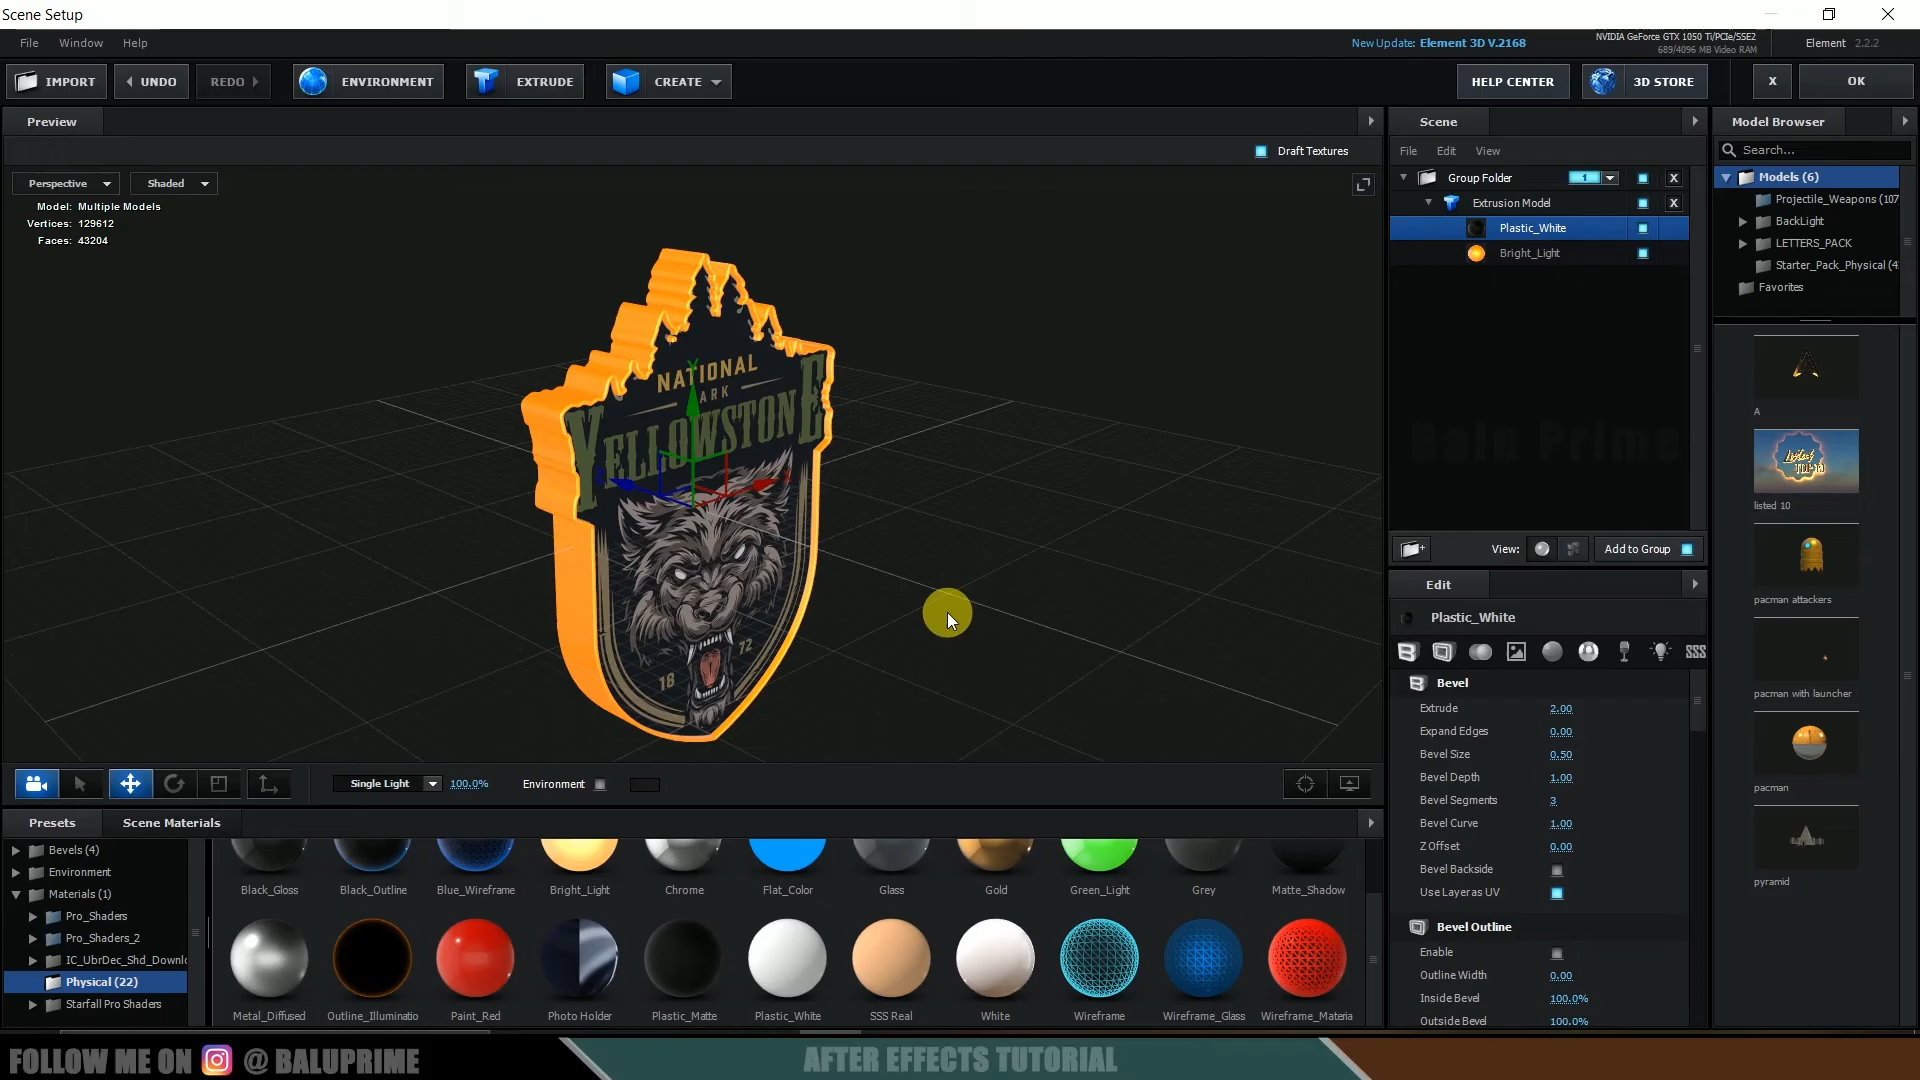 Scene Setup
File Window Help
New Update: Element 3D V.2168
NVIDIA GeForce GTX 1050 Ti/PCIe/SSE2
689/4096 MB Video RAM
Element 2.2.2
IMPORT UNDO REDO ENVIRONMENT EXTRUDE CREATE HELP CENTER 3D STORE X OK
Preview
Draft Textures
Perspective Shaded
Model: Multiple Models
Vertices: 129612
Faces: 43204
NATIONAL
PARK
YELLOWSTONE
18 72
Single Light 100.0% Environment
Scene
File Edit View
Group Folder 1 X
Extrusion Model X
Plastic_White
Bright_Light
Balu Prime
View: Add to Group
Edit
Plastic_White
SSS
Bevel
Extrude 2.00
Expand Edges 0.00
Bevel Size 0.50
Bevel Depth 1.00
Bevel Segments 3
Bevel Curve 1.00
Z Offset 0.00
Bevel Backside
Use Layer as UV
Bevel Outline
Enable
Outline Width 0.00
Inside Bevel 100.0%
Outside Bevel 100.0%
Model Browser
Search...
Models (6)
Projectile_Weapons (107
BackLight
LETTERS_PACK
Starter_Pack_Physical (4
Favorites
A
listed 10
pacman attackers
pacman with launcher
pacman
pyramid
Presets Scene Materials
Bevels (4)
Environment
Materials (1)
Pro_Shaders
Pro_Shaders_2
IC_UbrDec_Shd_Downlo
Physical (22)
Starfall Pro Shaders
Black_Gloss Black_Outline Blue_Wireframe Bright_Light Chrome Flat_Color Glass Gold Green_Light Grey Matte_Shadow
Metal_Diffused Outline_Illuminatio Paint_Red Photo Holder Plastic_Matte Plastic_White SSS Real White Wireframe Wireframe_Glass Wireframe_Materia
FOLLOW ME ON @ BALUPRIME
AFTER EFFECTS TUTORIAL